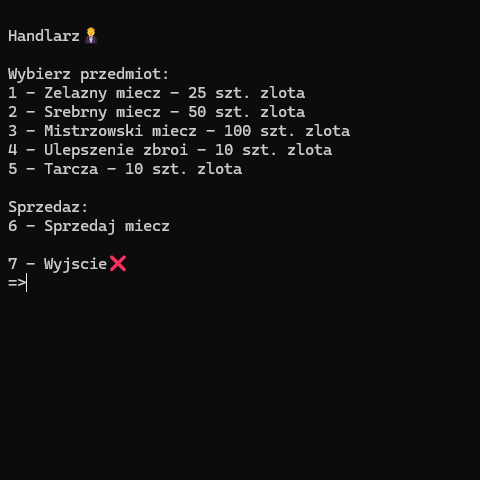 Handlarz🤵
Wybierz przedmiot:
1 - Zelazny miecz - 25 szt. zlota
2 - Srebrny miecz - 50 szt. zlota
3 - Mistrzowski miecz - 100 szt. zlota
4 - Ulepszenie zbroi - 10 szt. zlota
5 - Tarcza - 10 szt. zlota
Sprzedaz:
6 - Sprzedaj miecz
7 - Wyjscie❌
=>